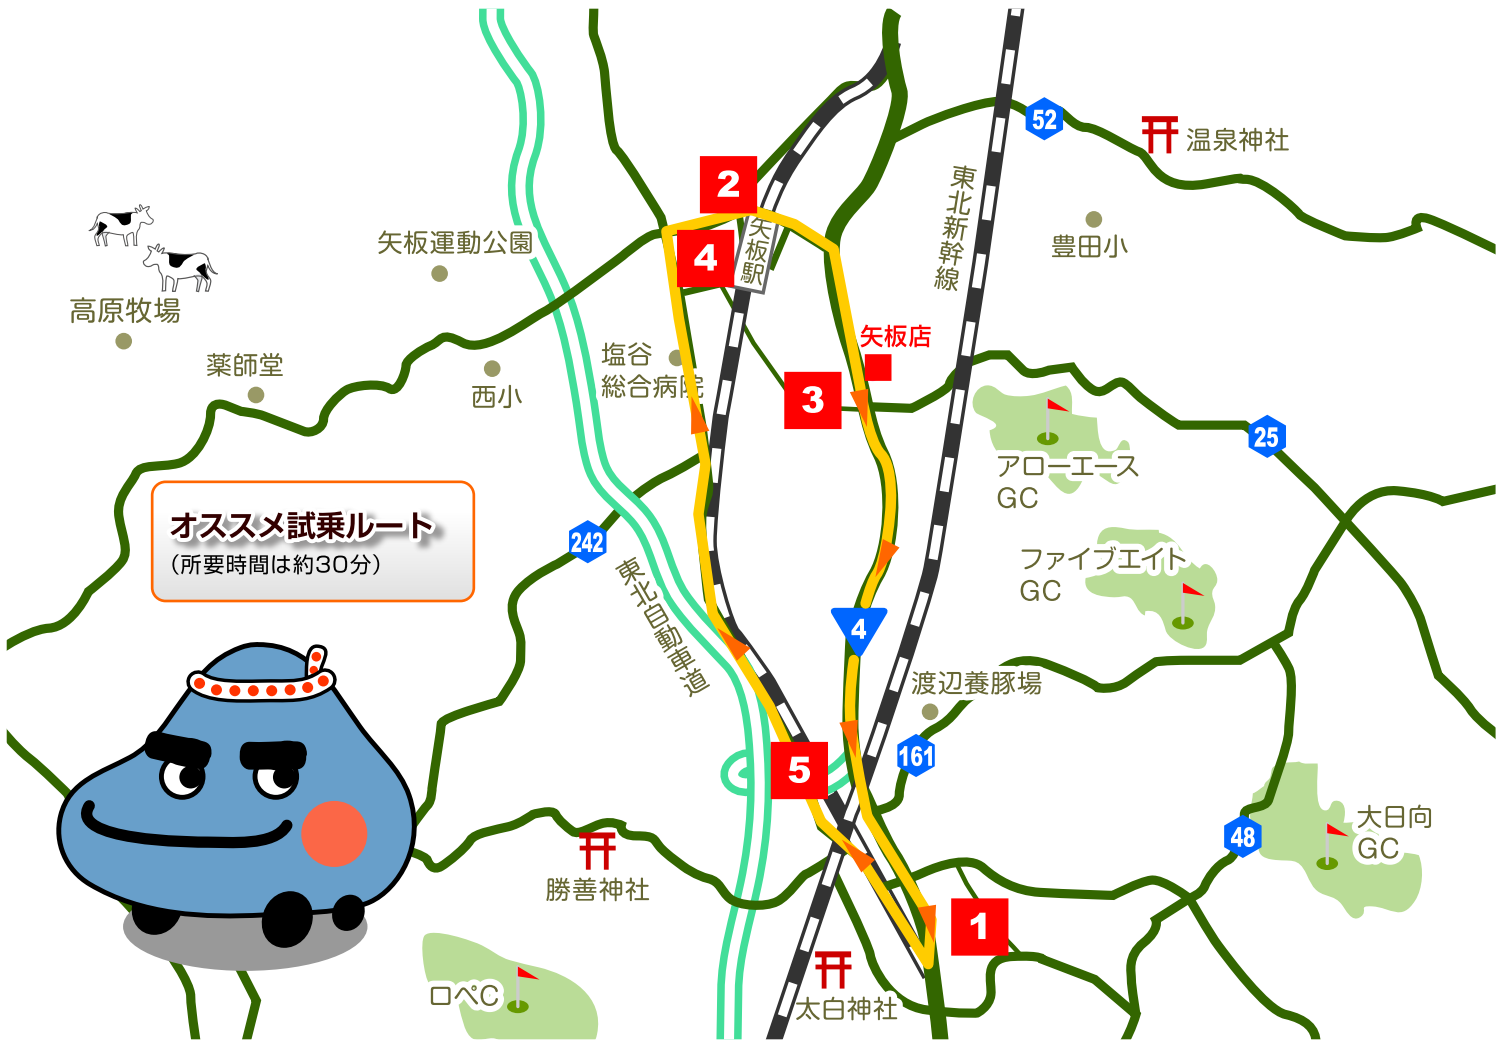 52
温泉神社
2
東北新幹線
矢板駅
矢板運動公園
豊田小
4
高原牧場
矢板店
塩谷
総合病院
薬師堂
西小
3
25
アローエース
GC
オススメ試乗ルート
(所要時間は約30分)
242
ファイブエイト
GC
東北自動車道
4
渡辺養豚場
161
5
大日向
GC
48
勝善神社
1
ロペC
太白神社